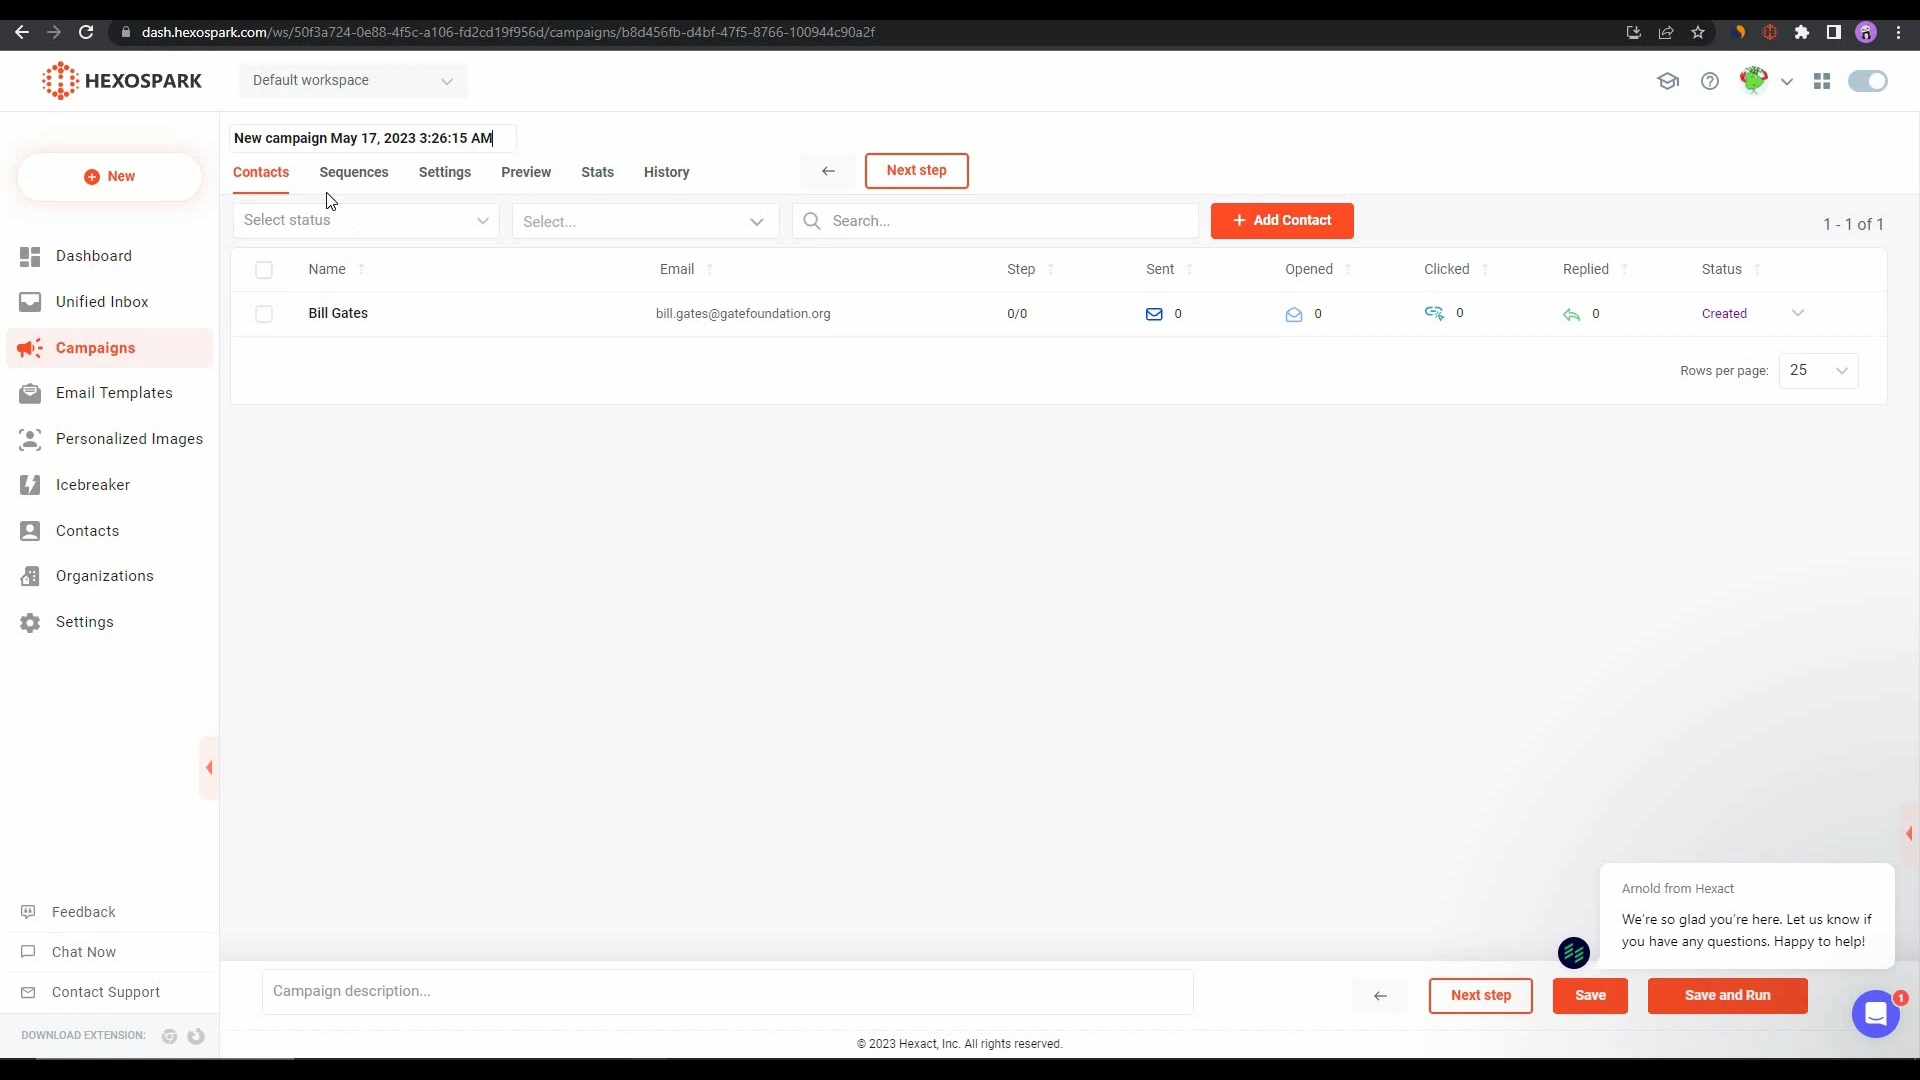 dash.hexospark.com/ws/50f3a724-0e88-4f5c-a106-fd2cd19f956d/campaigns/b8d456fb-d4bf-47f5-8766-100944c90a2f
HEXOSPARK
Default workspace
New campaign May 17, 2023 3:26:15 AM
Contacts Sequences Settings Preview Stats History
Next step
New
Select status
Select...
Search...
+ Add Contact
1 - 1 of 1
Name Email Step Sent Opened Clicked Replied Status
Bill Gates bill.gates@gatefoundation.org 0/0 0 0 0 0 Created
Rows per page: 25
Dashboard
Unified Inbox
Campaigns
Email Templates
Personalized Images
Icebreaker
Contacts
Organizations
Settings
Feedback
Chat Now
Contact Support
DOWNLOAD EXTENSION:
Arnold from Hexact
We're so glad you're here. Let us know if
you have any questions. Happy to help!
Campaign description...
Next step
Save
Save and Run
1
© 2023 Hexact, Inc. All rights reserved.